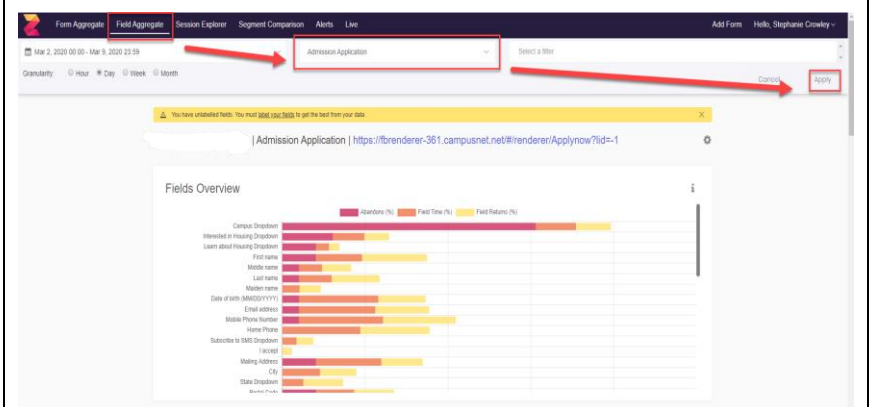 Form Aggregate Field Aggregate Session Explorer Segment Comparison Alerts Live Add Form Hello, Stephanie Crowley
Mar 2, 2020 00:00 - Mar 9, 2020 23:59 Admission Application Select a filter
Granularity Hour Day Week Month Cancel Apply
You have unlabelled fields. You must label your fields to get the best from your data X
| Admission Application | https://fbrenderer-361.campusnet.net/#/renderer/Applynow?lid=-1
Fields Overview i
Abandons (%) Field Time (%) Field Returns (%)
Campus Dropdown
Interested in Housing Dropdown
Learn about Housing Dropdown
First name
Middle name
Last name
Maiden name
Date of birth (MM/DD/YYYY)
Email address
Mobile Phone Number
Home Phone
Subscribe to SMS Dropdown
I accept
Mailing Address
City
State Dropdown
Postal Code